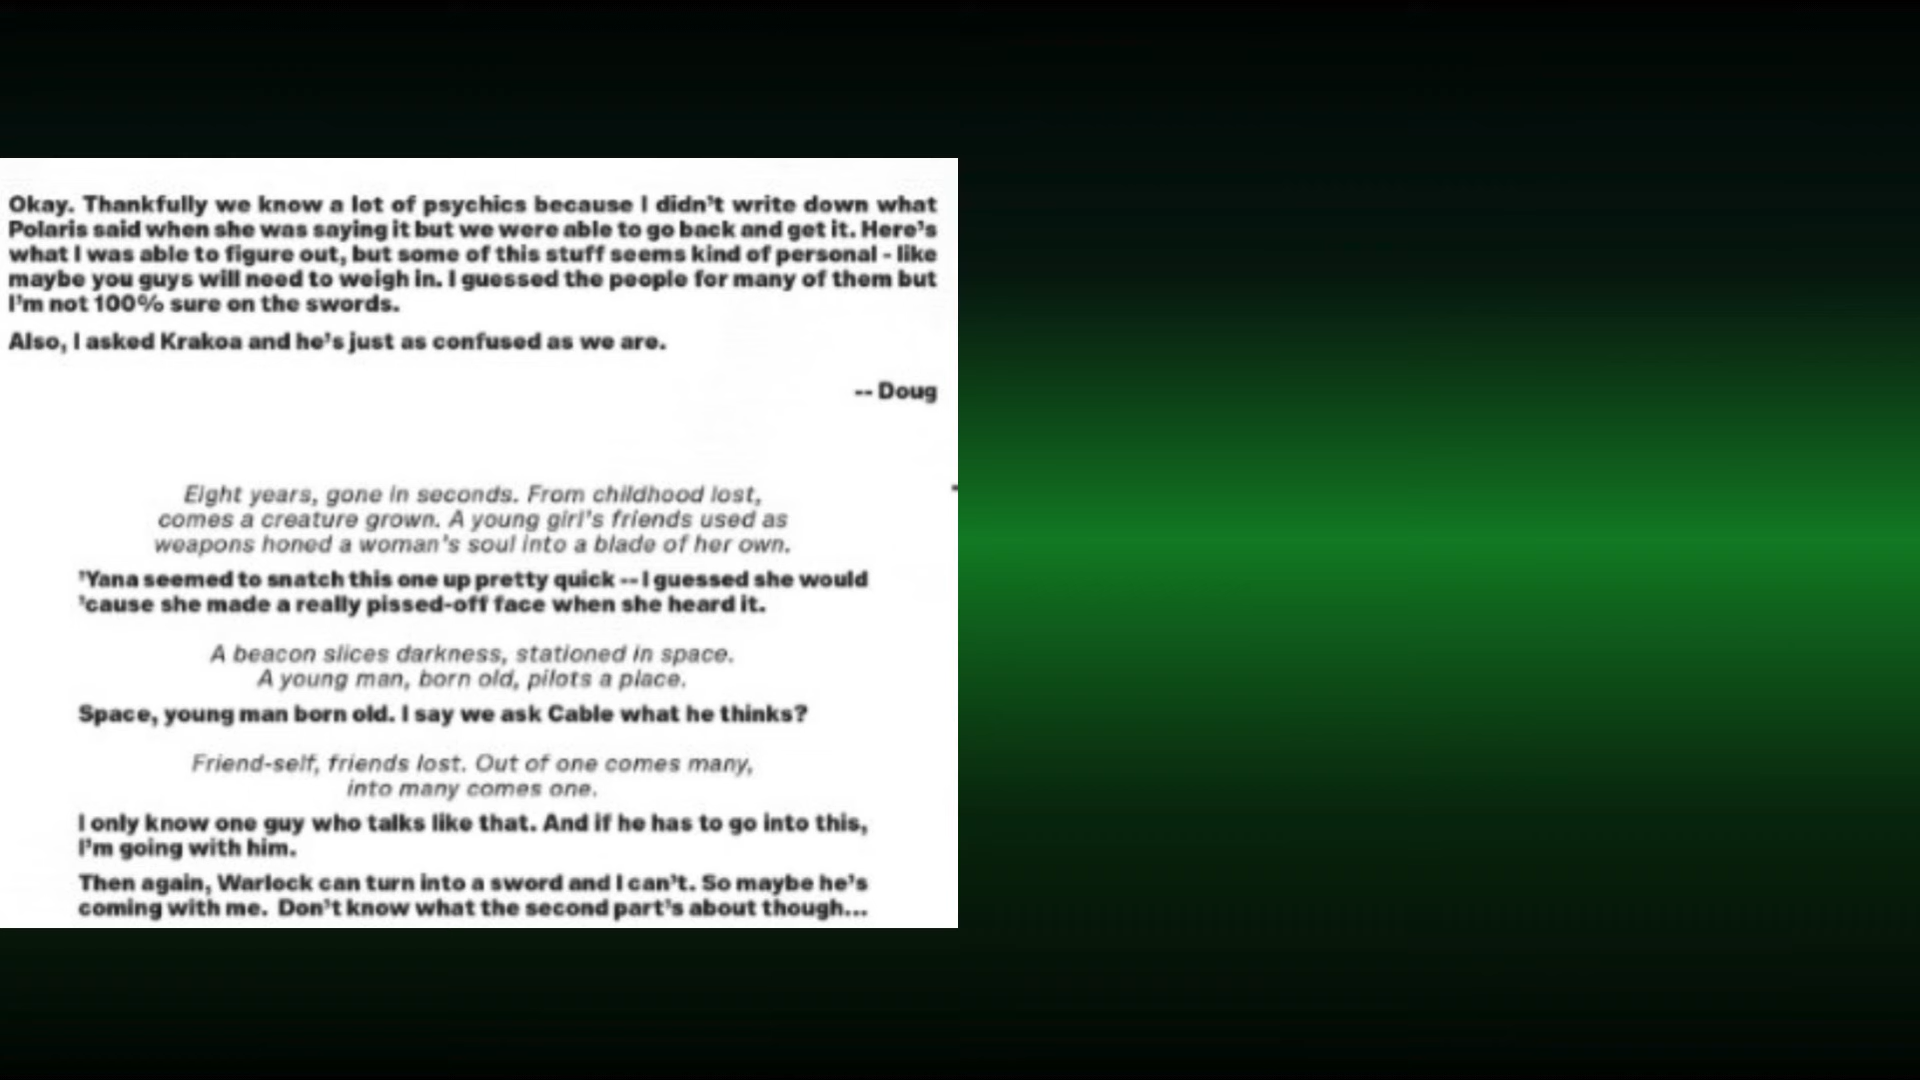 Okay. Thankfully we know a lot of psychics because I didn't write down what
Polaris said when she was saying it but we were able to go back and get it. Here's
what I was able to figure out, but some of this stuff seems kind of personal - like
maybe you guys will need to weigh in. I guessed the people for many of them but
I'm not 100% sure on the swords.
Also, I asked Krakoa and he's just as confused as we are.
-- Doug
Eight years, gone in seconds. From childhood lost,
comes a creature grown. A young girl's friends used as
weapons honed a woman's soul into a blade of her own.
'Yana seemed to snatch this one up pretty quick -- I guessed she would
'cause she made a really pissed-off face when she heard it.
A beacon slices darkness, stationed in space.
A young man, born old, pilots a place.
Space, young man born old. I say we ask Cable what he thinks?
Friend-self, friends lost. Out of one comes many,
into many comes one.
I only know one guy who talks like that. And if he has to go into this,
I'm going with him.
Then again, Warlock can turn into a sword and I can't. So maybe he's
coming with me. Don't know what the second part's about though...